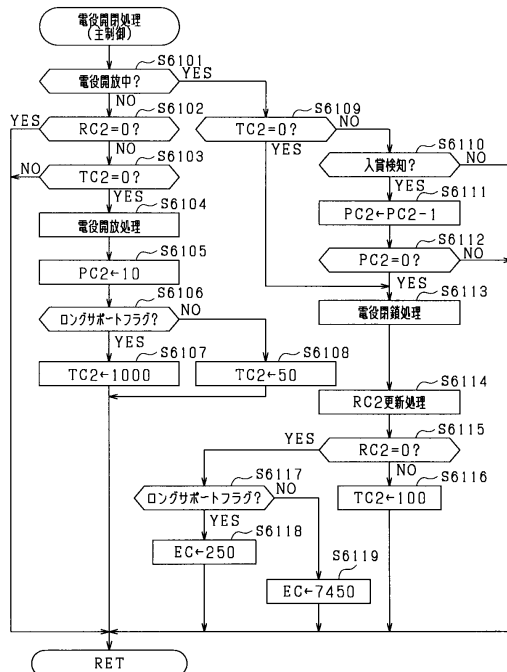 電役開閉処理
(主制御)
S6101
電役開放中?
YES
NO
S6102
YES
RC2=0?
NO
S6103
NO
TC2=0?
YES
S6104
電役開放処理
S6105
PC2←10
S6106
ロングサポートフラグ?
NO
YES
S6107
TC2←1000
S6108
TC2←50
S6109
TC2=0?
NO
YES
S6110
入賞検知?
NO
YES
S6111
PC2←PC2-1
S6112
PC2=0?
NO
YES
S6113
電役閉鎖処理
S6114
RC2更新処理
S6115
YES
RC2=0?
NO
S6116
TC2←100
S6117
ロングサポートフラグ?
NO
YES
S6118
EC←250
S6119
EC←7450
RET